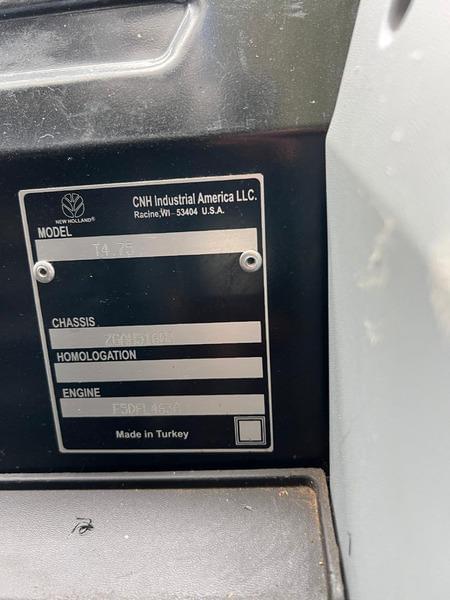 NEW HOLLAND®
CNH Industrial America LLC.
Racine,WI- 53404 U.S.A.
MODEL
T4.75
CHASSIS
HOMOLOGATION
ENGINE
Made in Turkey